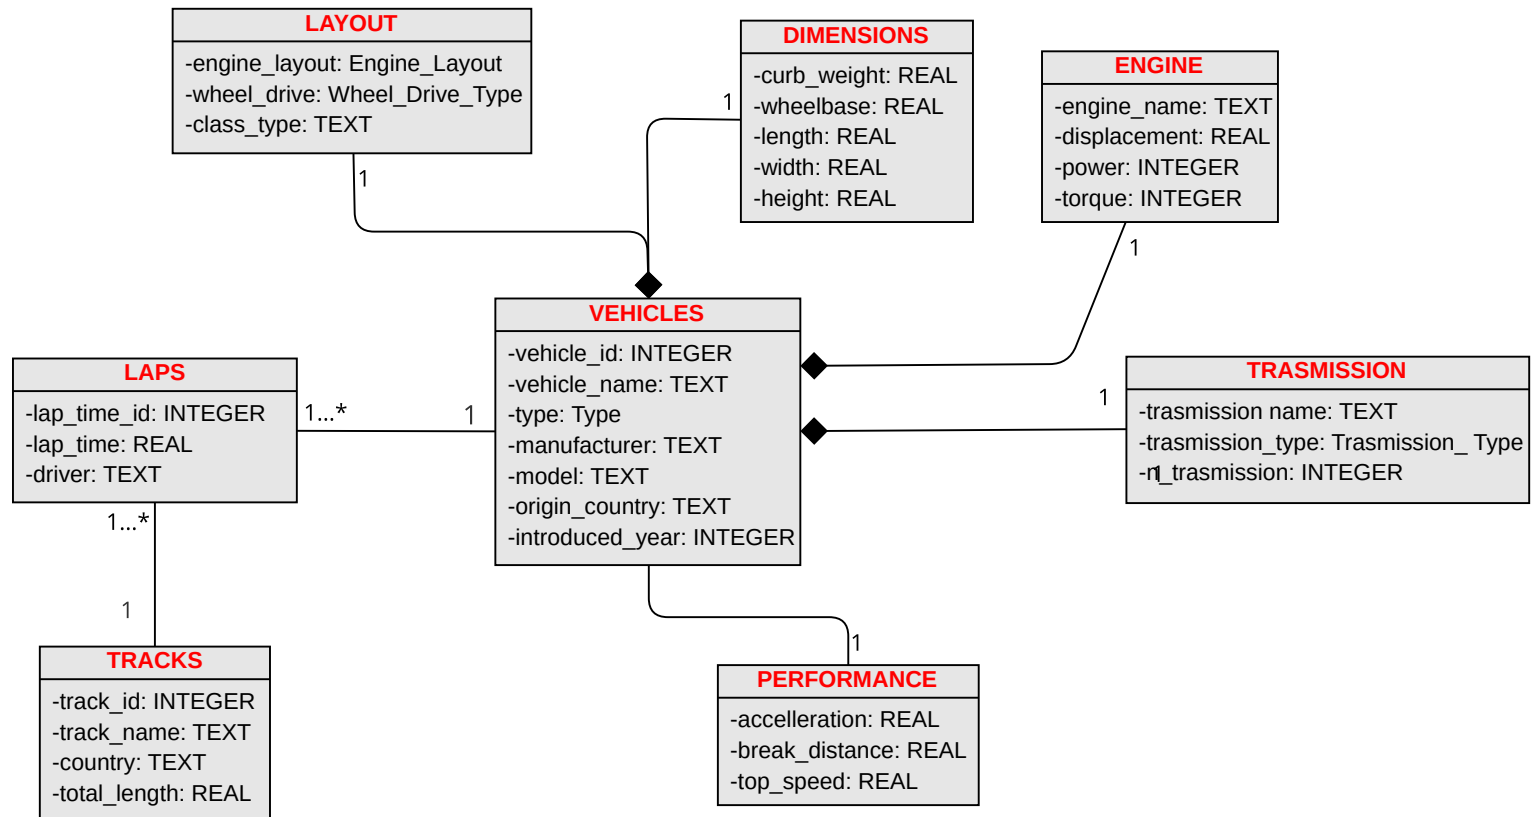 LAYOUT
-engine_layout: Engine_Layout
-wheel_drive: Wheel_Drive_Type
-class_type: TEXT
1
DIMENSIONS
-curb_weight: REAL
-wheelbase: REAL
-length: REAL
-width: REAL
-height: REAL
1
ENGINE
-engine_name: TEXT
-displacement: REAL
-power: INTEGER
-torque: INTEGER
1
VEHICLES
-vehicle_id: INTEGER
-vehicle_name: TEXT
-type: Type
-manufacturer: TEXT
-model: TEXT
-origin_country: TEXT
-introduced_year: INTEGER
LAPS
-lap_time_id: INTEGER
-lap_time: REAL
-driver: TEXT
1...*
1
1
TRASMISSION
-trasmission name: TEXT
-trasmission_type: Trasmission_ Type
INTEGER
1...*
1
TRACKS
-track_id: INTEGER
-track_name: TEXT
-country: TEXT
-total_length: REAL
1
PERFORMANCE
-accelleration: REAL
-break_distance: REAL
-top_speed: REAL